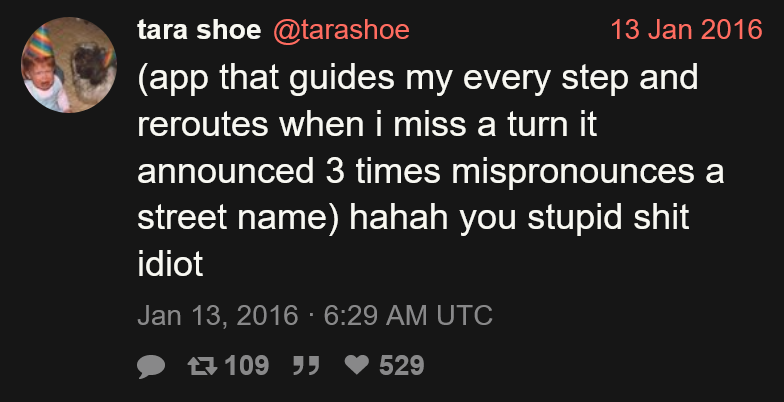 tara shoe @tarashoe 13 Jan 2016
(app that guides my every step and
reroutes when i miss a turn it
announced 3 times mispronounces a
street name) hahah you stupid shit
idiot
Jan 13, 2016 · 6:29 AM UTC
109 529